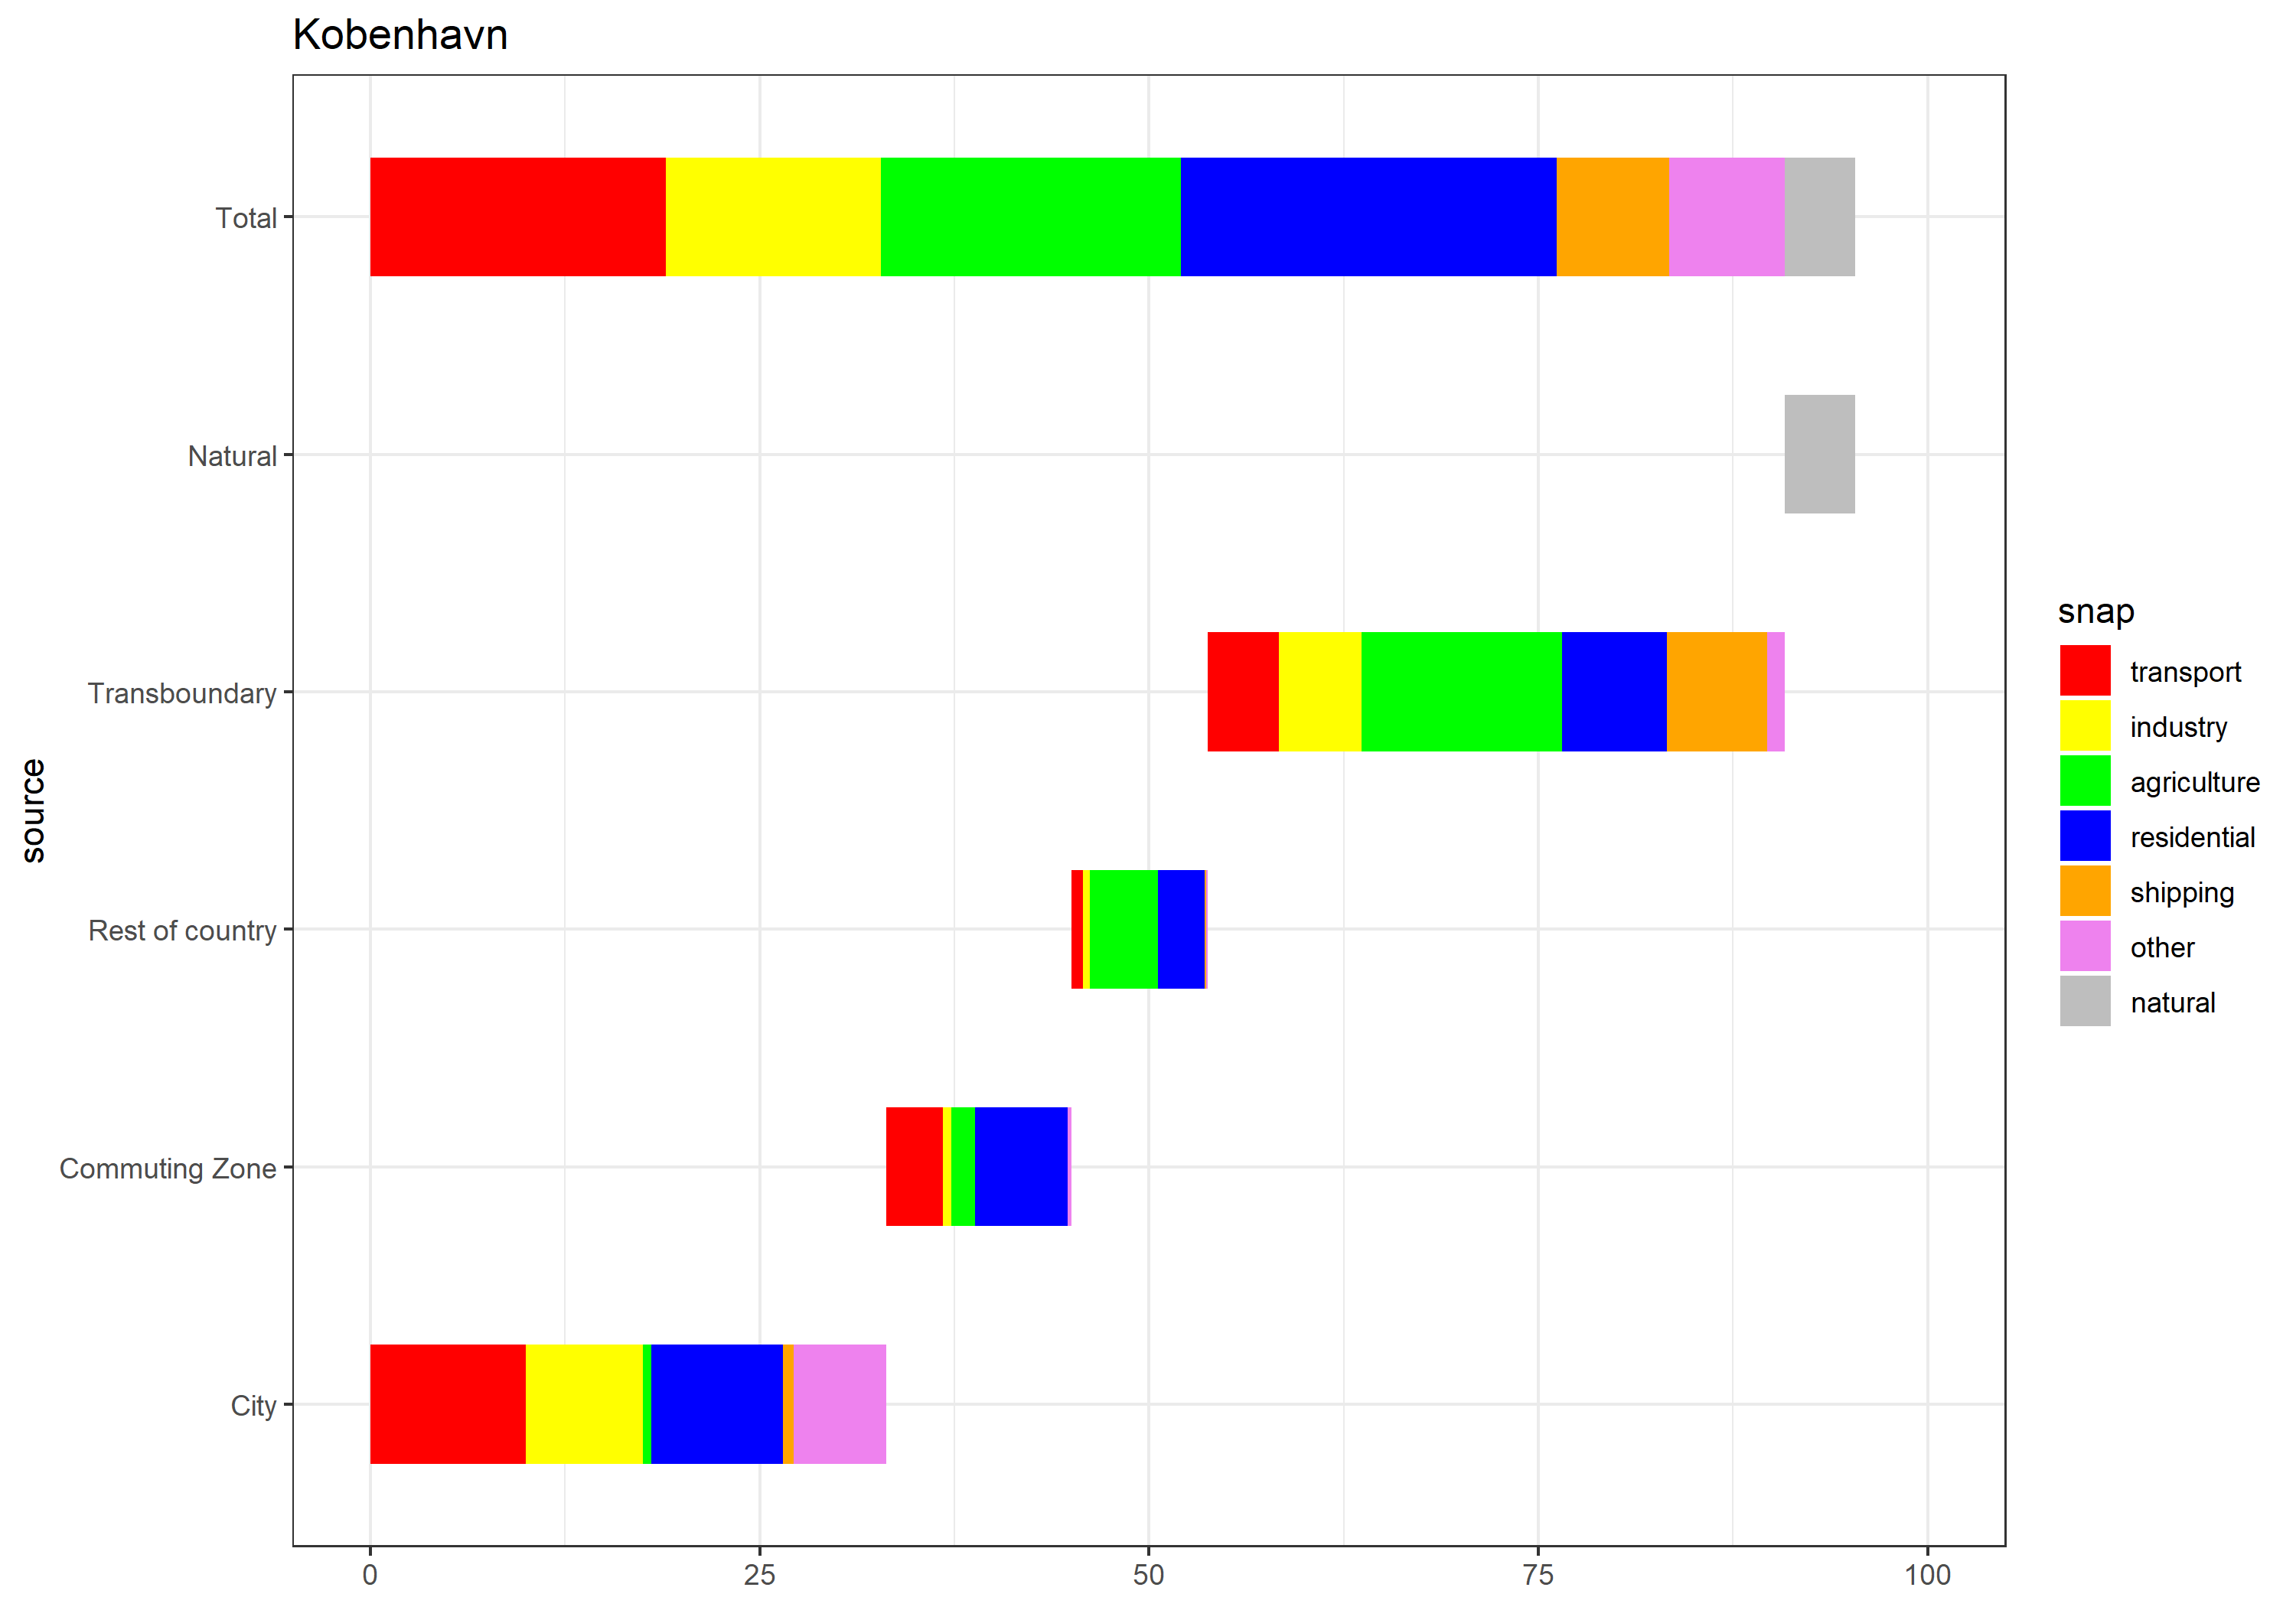 Kobenhavn
Total
Natural
Transboundary
Rest of country
Commuting Zone
City
source
0 25 50 75 100
snap
transport
industry
agriculture
residential
shipping
other
natural